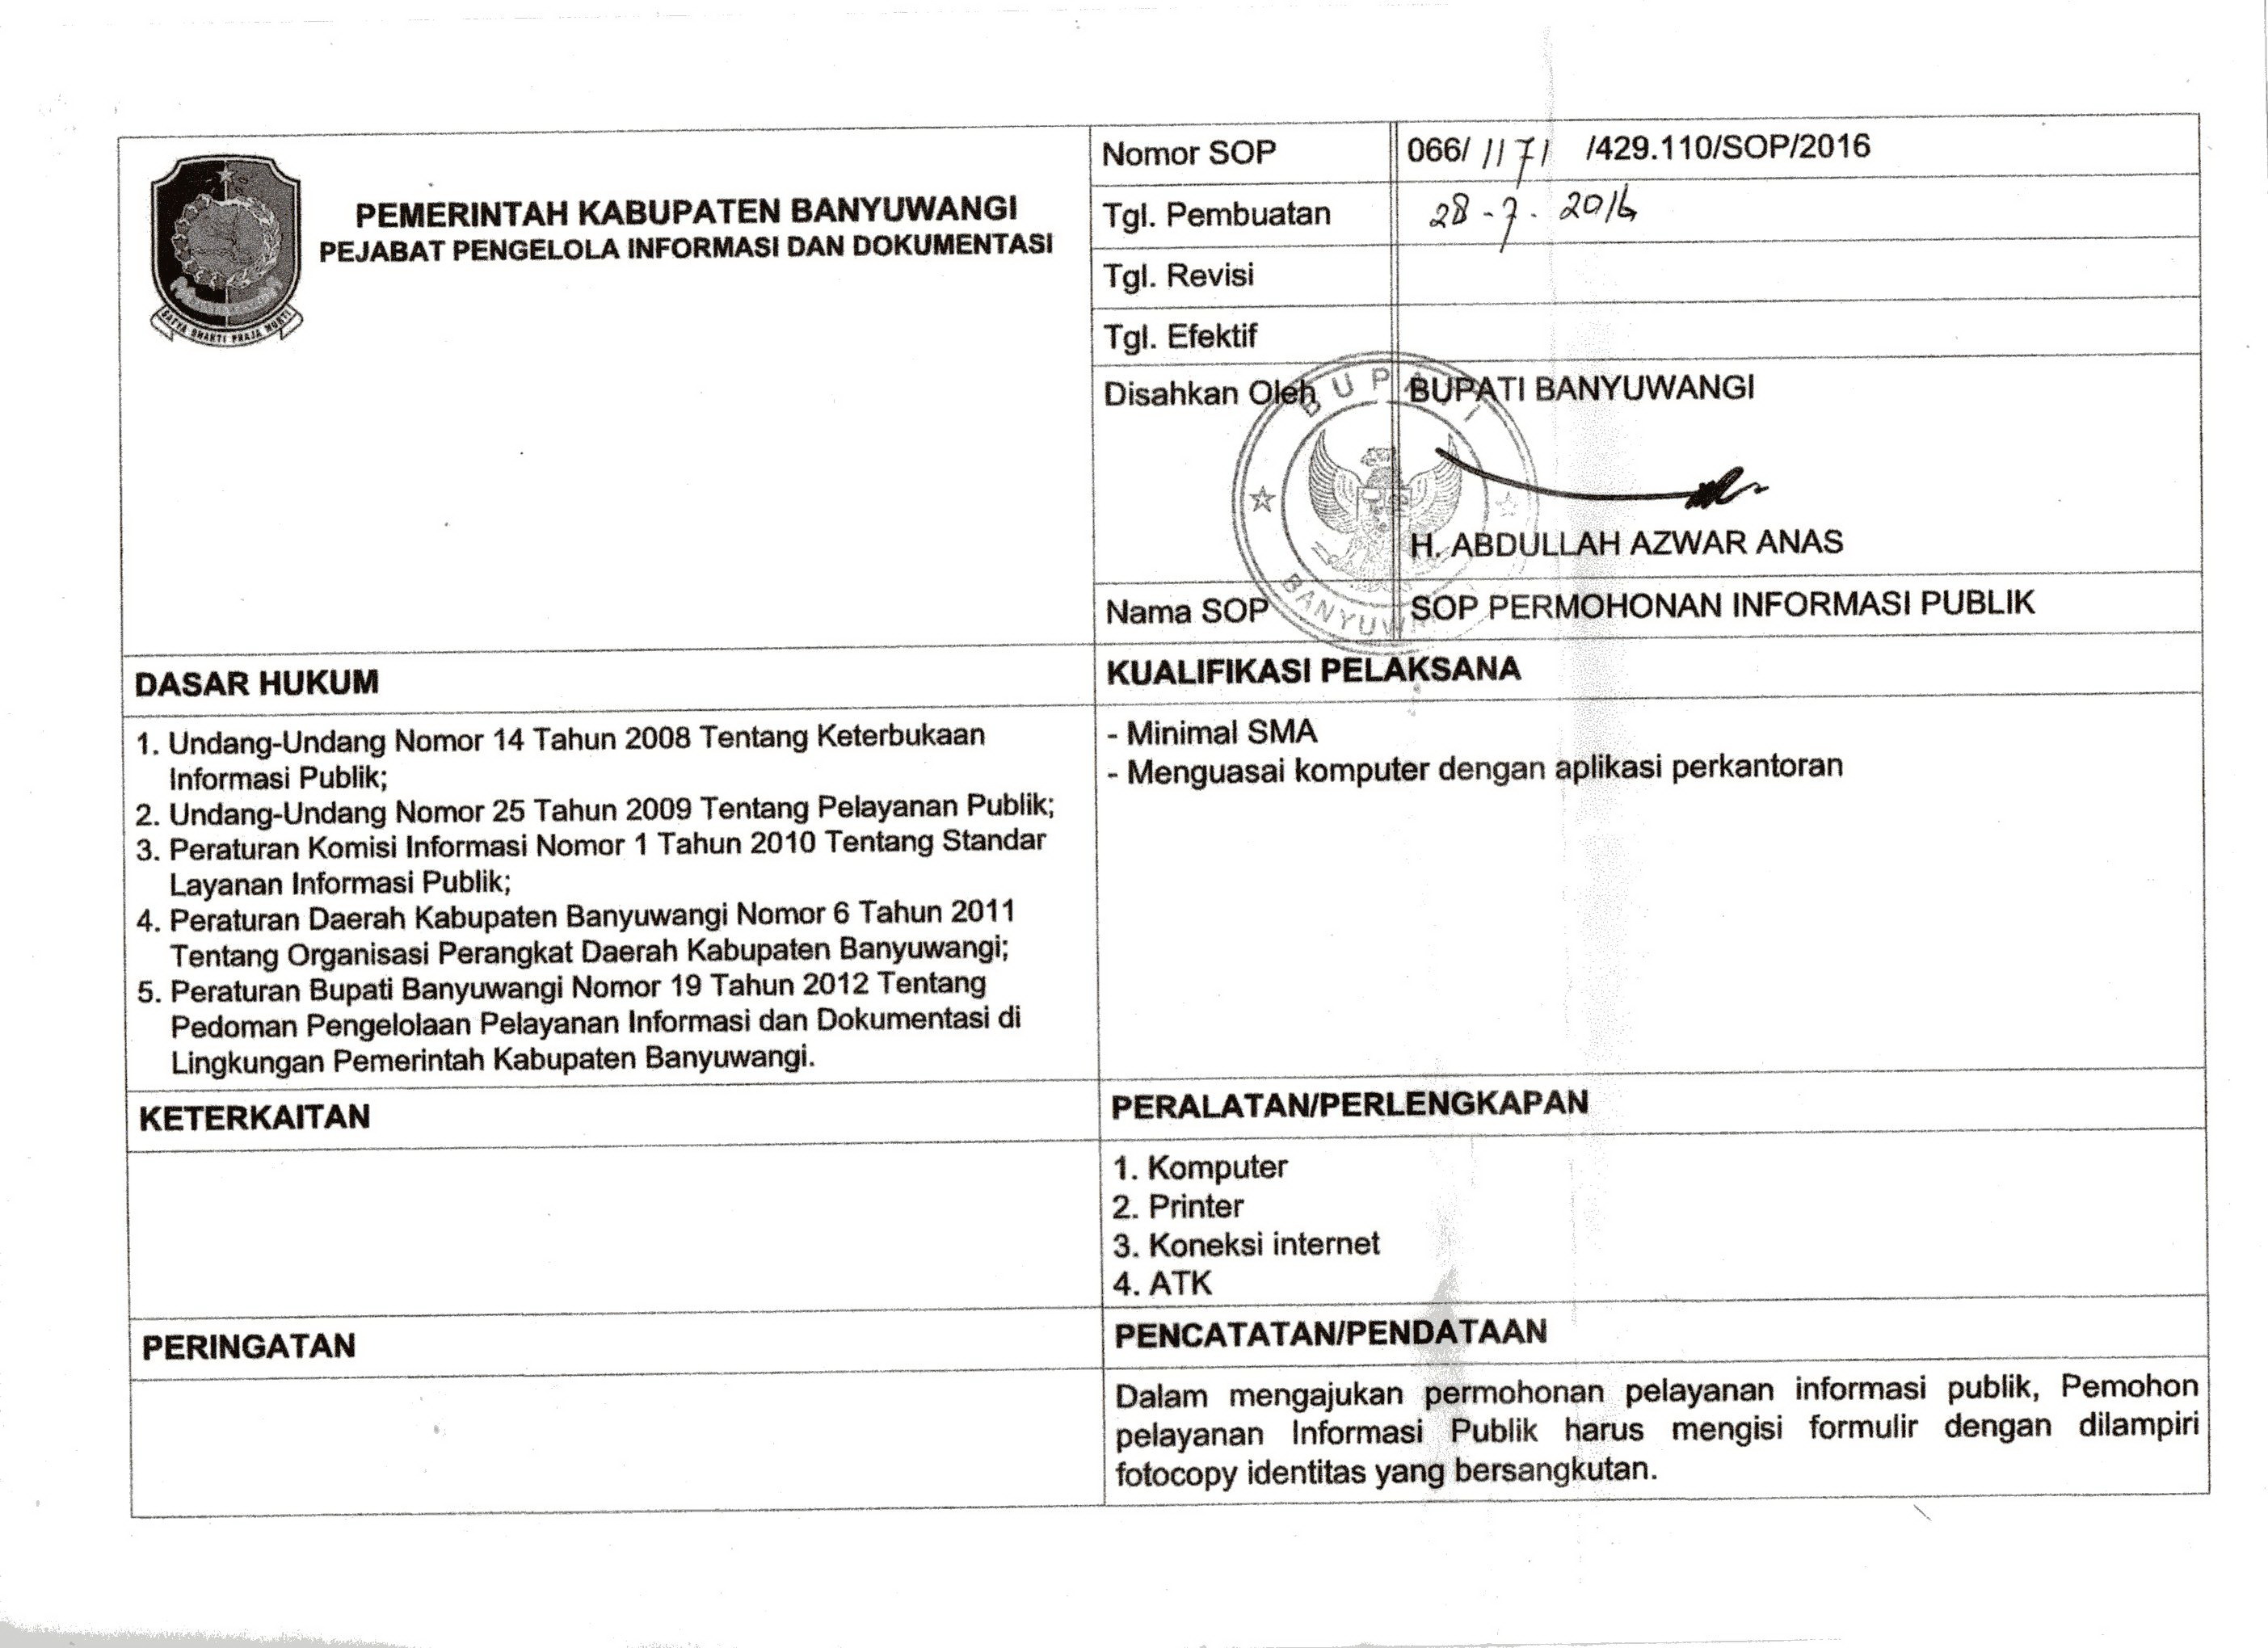 PEMERINTAH KABUPATEN BANYUWANGI
PEJABAT PENGELOLA INFORMASI DAN DOKUMENTASI
SATYA BHAKTI PRAJA MUKTI
Nomor SOP 066/ 1171 /429.110/SOP/2016
Tgl. Pembuatan 28 - 7 - 2016
Tgl. Revisi
Tgl. Efektif
Disahkan Oleh BUPATI BANYUWANGI
BUPATI
H. ABDULLAH AZWAR ANAS
Nama SOP SOP PERMOHONAN INFORMASI PUBLIK
DASAR HUKUM
1. Undang-Undang Nomor 14 Tahun 2008 Tentang Keterbukaan
Informasi Publik;
2. Undang-Undang Nomor 25 Tahun 2009 Tentang Pelayanan Publik;
3. Peraturan Komisi Informasi Nomor 1 Tahun 2010 Tentang Standar
Layanan Informasi Publik;
4. Peraturan Daerah Kabupaten Banyuwangi Nomor 6 Tahun 2011
Tentang Organisasi Perangkat Daerah Kabupaten Banyuwangi;
5. Peraturan Bupati Banyuwangi Nomor 19 Tahun 2012 Tentang
Pedoman Pengelolaan Pelayanan Informasi dan Dokumentasi di
Lingkungan Pemerintah Kabupaten Banyuwangi.
KUALIFIKASI PELAKSANA
- Minimal SMA
- Menguasai komputer dengan aplikasi perkantoran
KETERKAITAN
PERALATAN/PERLENGKAPAN
1. Komputer
2. Printer
3. Koneksi internet
4. ATK
PERINGATAN
PENCATATAN/PENDATAAN
Dalam mengajukan permohonan pelayanan informasi publik, Pemohon
pelayanan Informasi Publik harus mengisi formulir dengan dilampiri
fotocopy identitas yang bersangkutan.